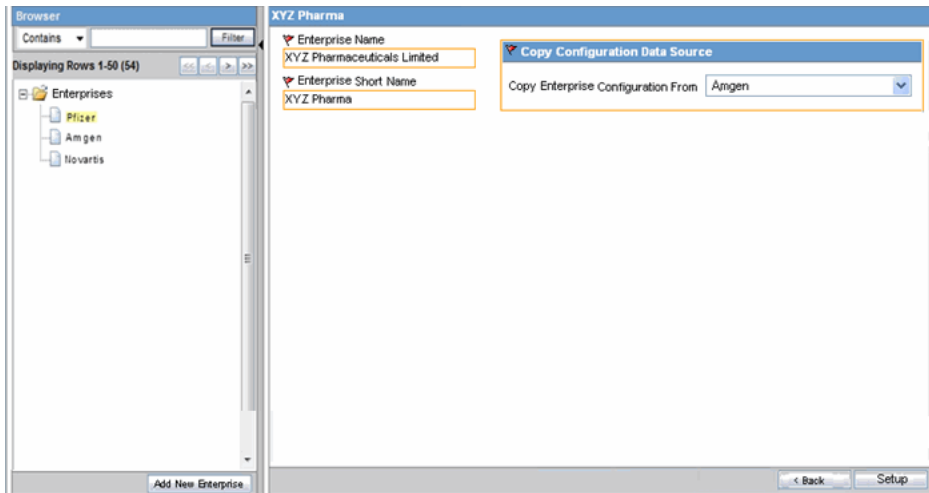 Browser
Contains
Filter
Displaying Rows 1-50 (54)
<< < > >>
Enterprises
Pfizer
Amgen
Novartis
Add New Enterprise
XYZ Pharma
Enterprise Name
XYZ Pharmaceuticals Limited
Enterprise Short Name
XYZ Pharma
Copy Configuration Data Source
Copy Enterprise Configuration From Amgen
< Back Setup